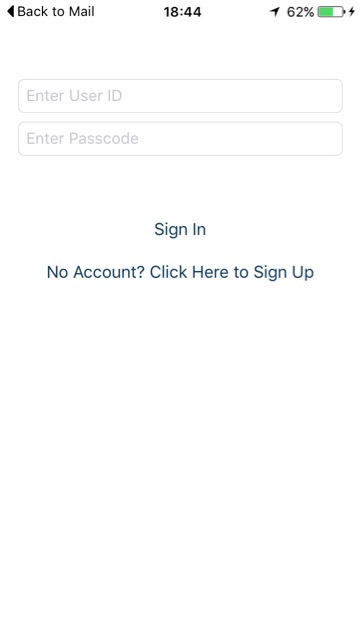 Back to Mail 18:44 62%
Enter User ID
Enter Passcode
Sign In
No Account? Click Here to Sign Up